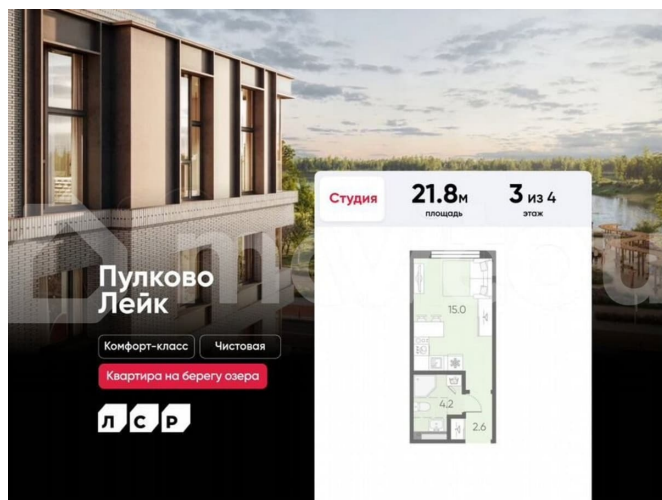 Студия
21.8м
площадь
3 из 4
этаж
Пулково
Лейк
Комфорт-класс
Чистовая
Квартира на берегу озера
ЛСР
15.0
4.2
2.6